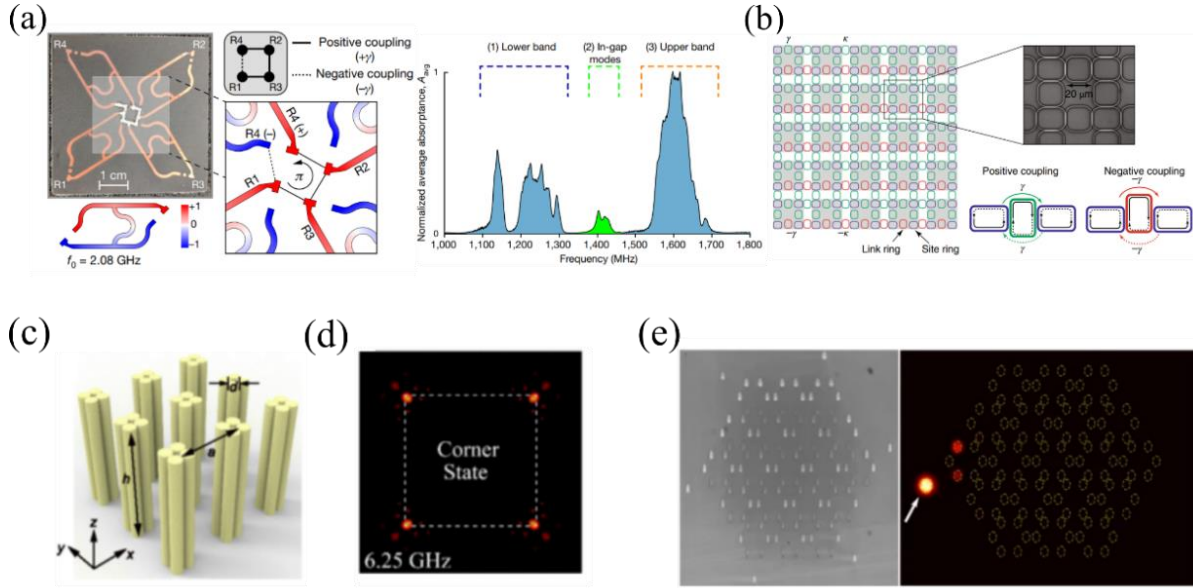 (a)
R4
R2
R1
R3
1 cm
+1
0
−1
f₀ = 2.08 GHz
R4 R2
R1 R3
Positive coupling
(+γ)
Negative coupling
(−γ)
R4 (−)
R4 (+)
R1
R2
R3
π
(1) Lower band
(2) In-gap
modes
(3) Upper band
Normalized average absorptance, A_avg
1
0
1,000 1,100 1,200 1,300 1,400 1,500 1,600 1,700 1,800
Frequency (MHz)
(b)
γ κ
−γ −κ
Link ring Site ring
20 μm
Positive coupling
γ
γ
Negative coupling
−γ
−γ
(c)
d
a
h
z
y x
(d)
Corner
State
6.25 GHz
(e)